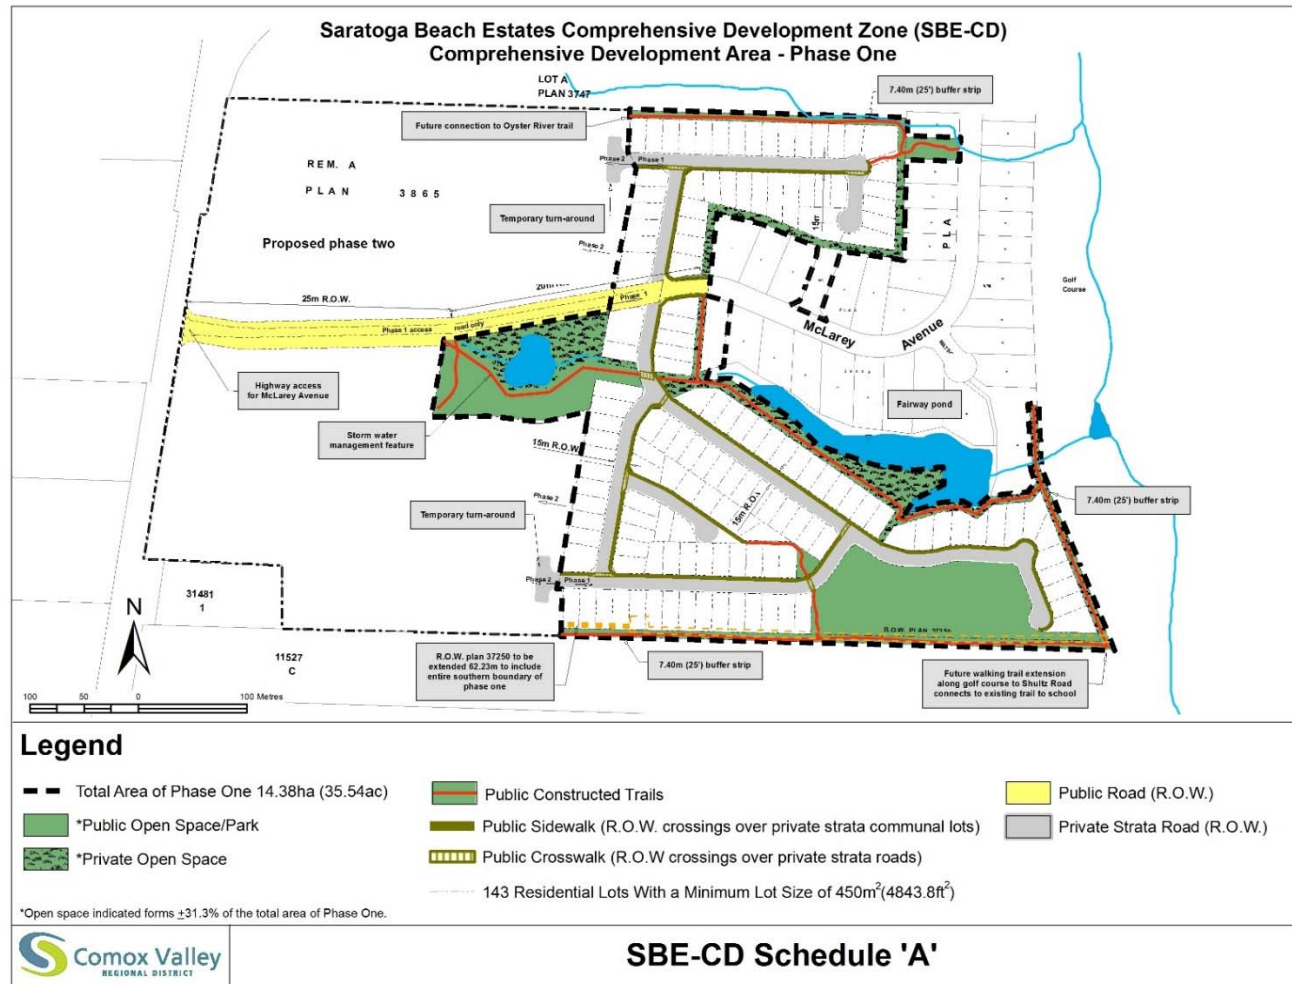 Saratoga Beach Estates Comprehensive Development Zone (SBE-CD)
Comprehensive Development Area - Phase One
LOT A
PLAN 3747
7.40m (25') buffer strip
Future connection to Oyster River trail
REM. A
PLAN 3865
Phase 2
Phase 1
Temporary turn-around
15m
PLA
Proposed phase two
Phase 2
Golf
Course
25m R.O.W.
Phase 1
Phase 1 access road only
McLarey Avenue
Highway access
for McLarey Avenue
Fairway pond
Storm water
management feature
15m R.O.W.
Phase 2
15m R.O.
7.40m (25') buffer strip
Temporary turn-around
Phase 2
Phase 1
31481
1
N
11527
C
R.O.W. PLAN
R.O.W. plan 37250 to be
extended 62.23m to include
entire southern boundary of
phase one
7.40m (25') buffer strip
Future walking trail extension
along golf course to Shultz Road
connects to existing trail to school
100 50 0 100 Metres
Legend
Total Area of Phase One 14.38ha (35.54ac)
*Public Open Space/Park
*Private Open Space
Public Constructed Trails
Public Sidewalk (R.O.W. crossings over private strata communal lots)
Public Crosswalk (R.O.W crossings over private strata roads)
143 Residential Lots With a Minimum Lot Size of 450m²(4843.8ft²)
Public Road (R.O.W.)
Private Strata Road (R.O.W.)
*Open space indicated forms ±31.3% of the total area of Phase One.
Comox Valley
REGIONAL DISTRICT
SBE-CD Schedule 'A'